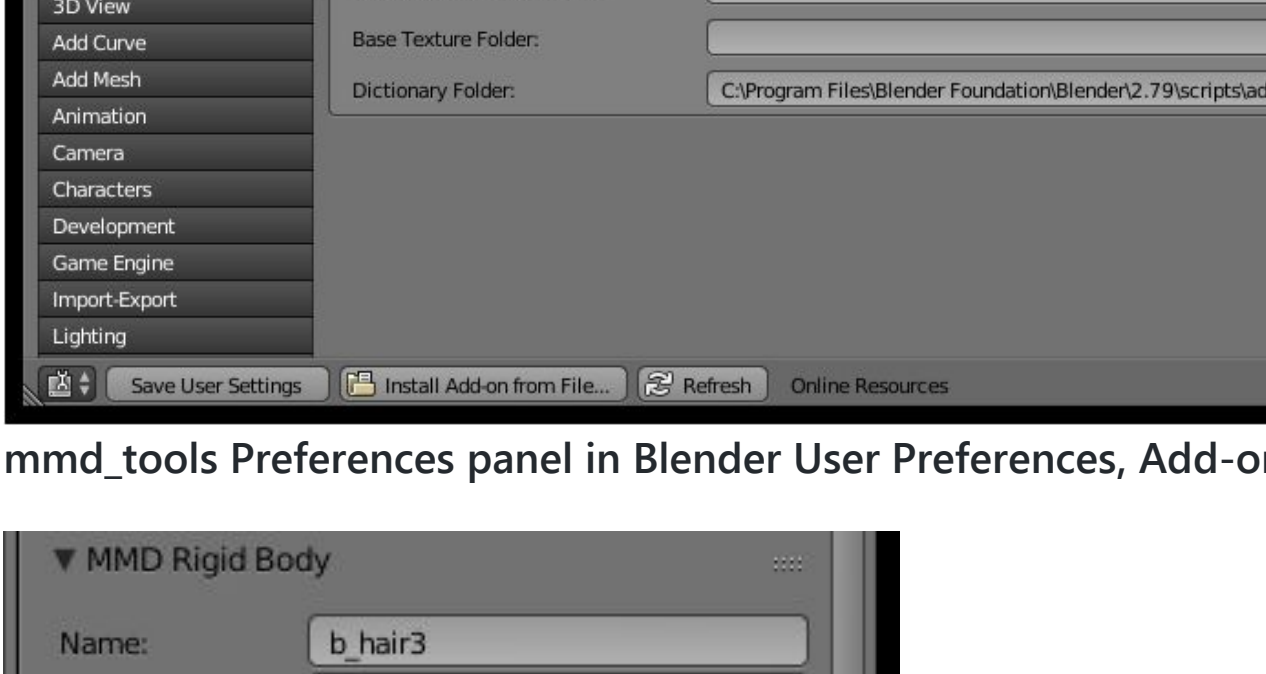 3D View
Add Curve
Add Mesh
Animation
Camera
Characters
Development
Game Engine
Import-Export
Lighting
Base Texture Folder:
Dictionary Folder: C:\Program Files\Blender Foundation\Blender\2.79\scripts\ad
Save User Settings Install Add-on from File... Refresh Online Resources
mmd_tools Preferences panel in Blender User Preferences, Add-o
▼ MMD Rigid Body
Name: b_hair3